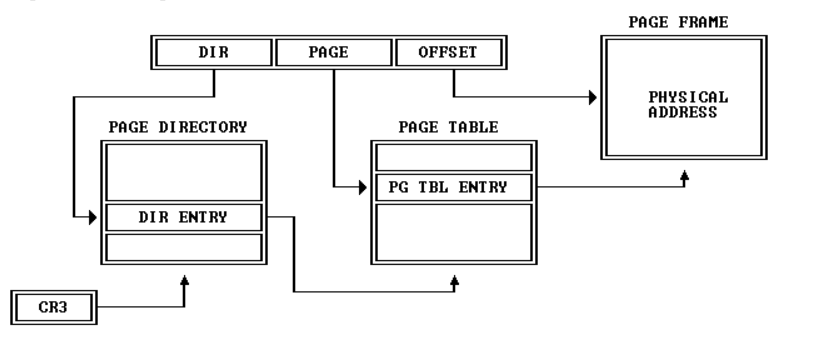 PAGE FRAME
DIR PAGE OFFSET
PHYSICAL
ADDRESS
PAGE DIRECTORY PAGE TABLE
PG TBL ENTRY
DIR ENTRY
CR3